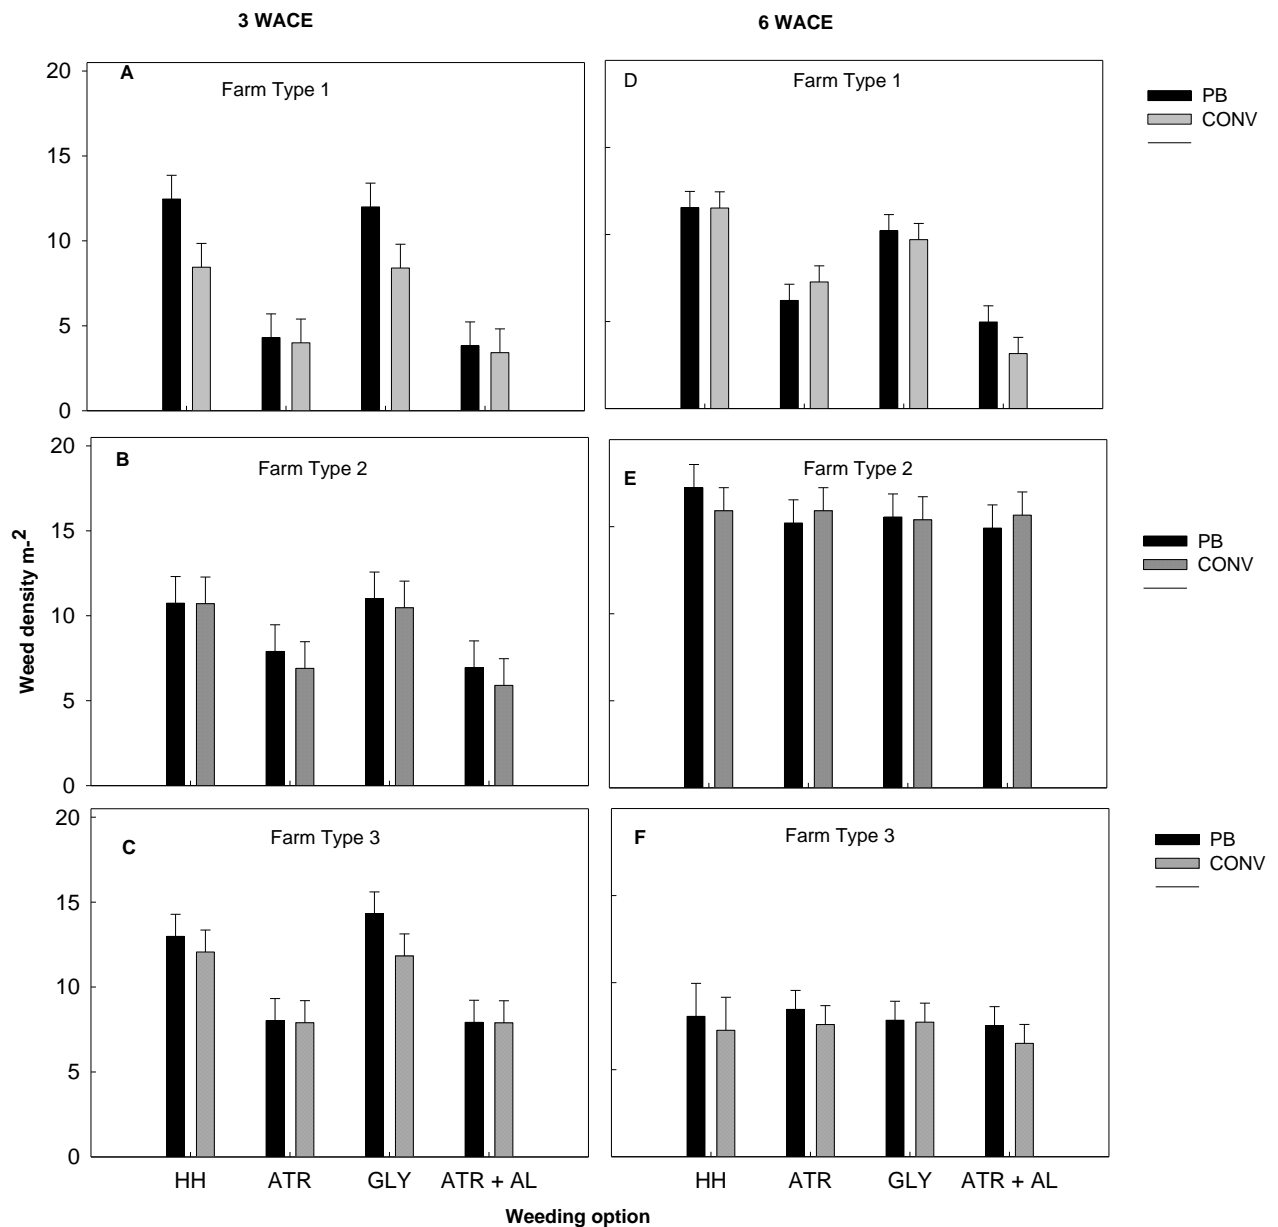 3 WACE
6 WACE
A
Farm Type 1
D
Farm Type 1
PB
CONV
20
15
10
5
0
B
Farm Type 2
E
Farm Type 2
PB
CONV
20
15
10
5
0
Weed density m-2
C
Farm Type 3
F
Farm Type 3
PB
CONV
20
15
10
5
0
HH ATR GLY ATR + AL
HH ATR GLY ATR + AL
Weeding option